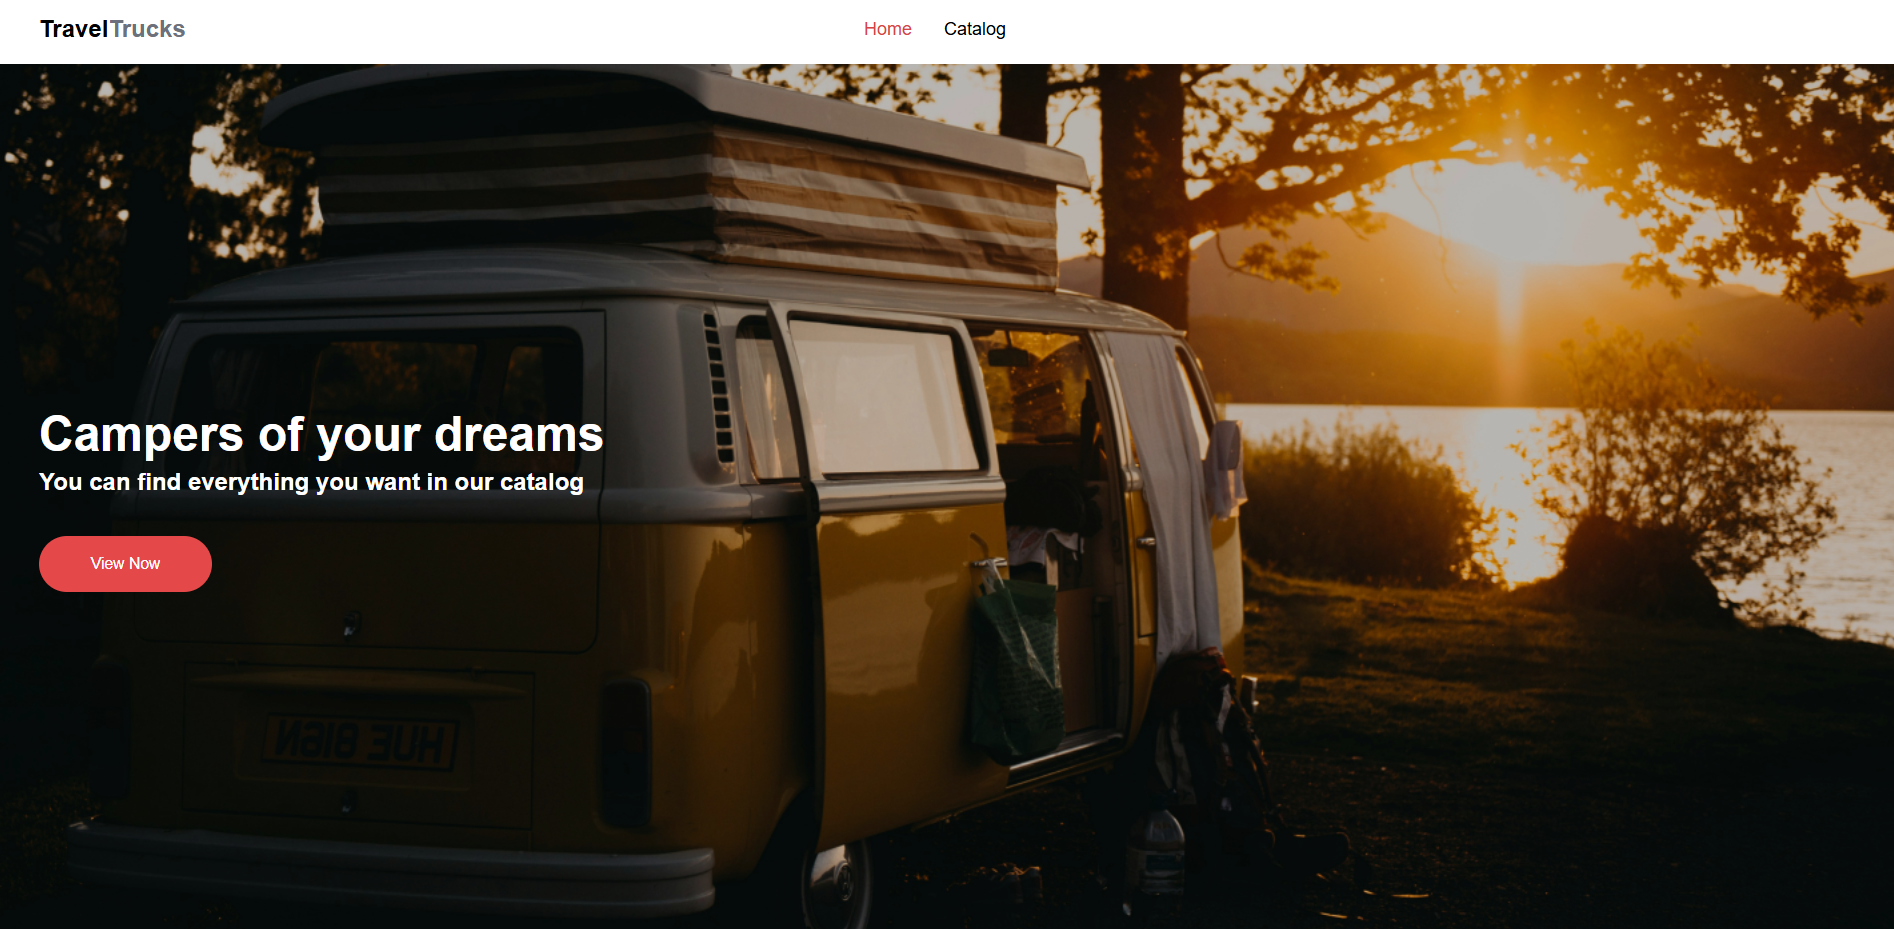 TravelTrucks
Home Catalog
Campers of your dreams
You can find everything you want in our catalog
View Now
HUE 816N